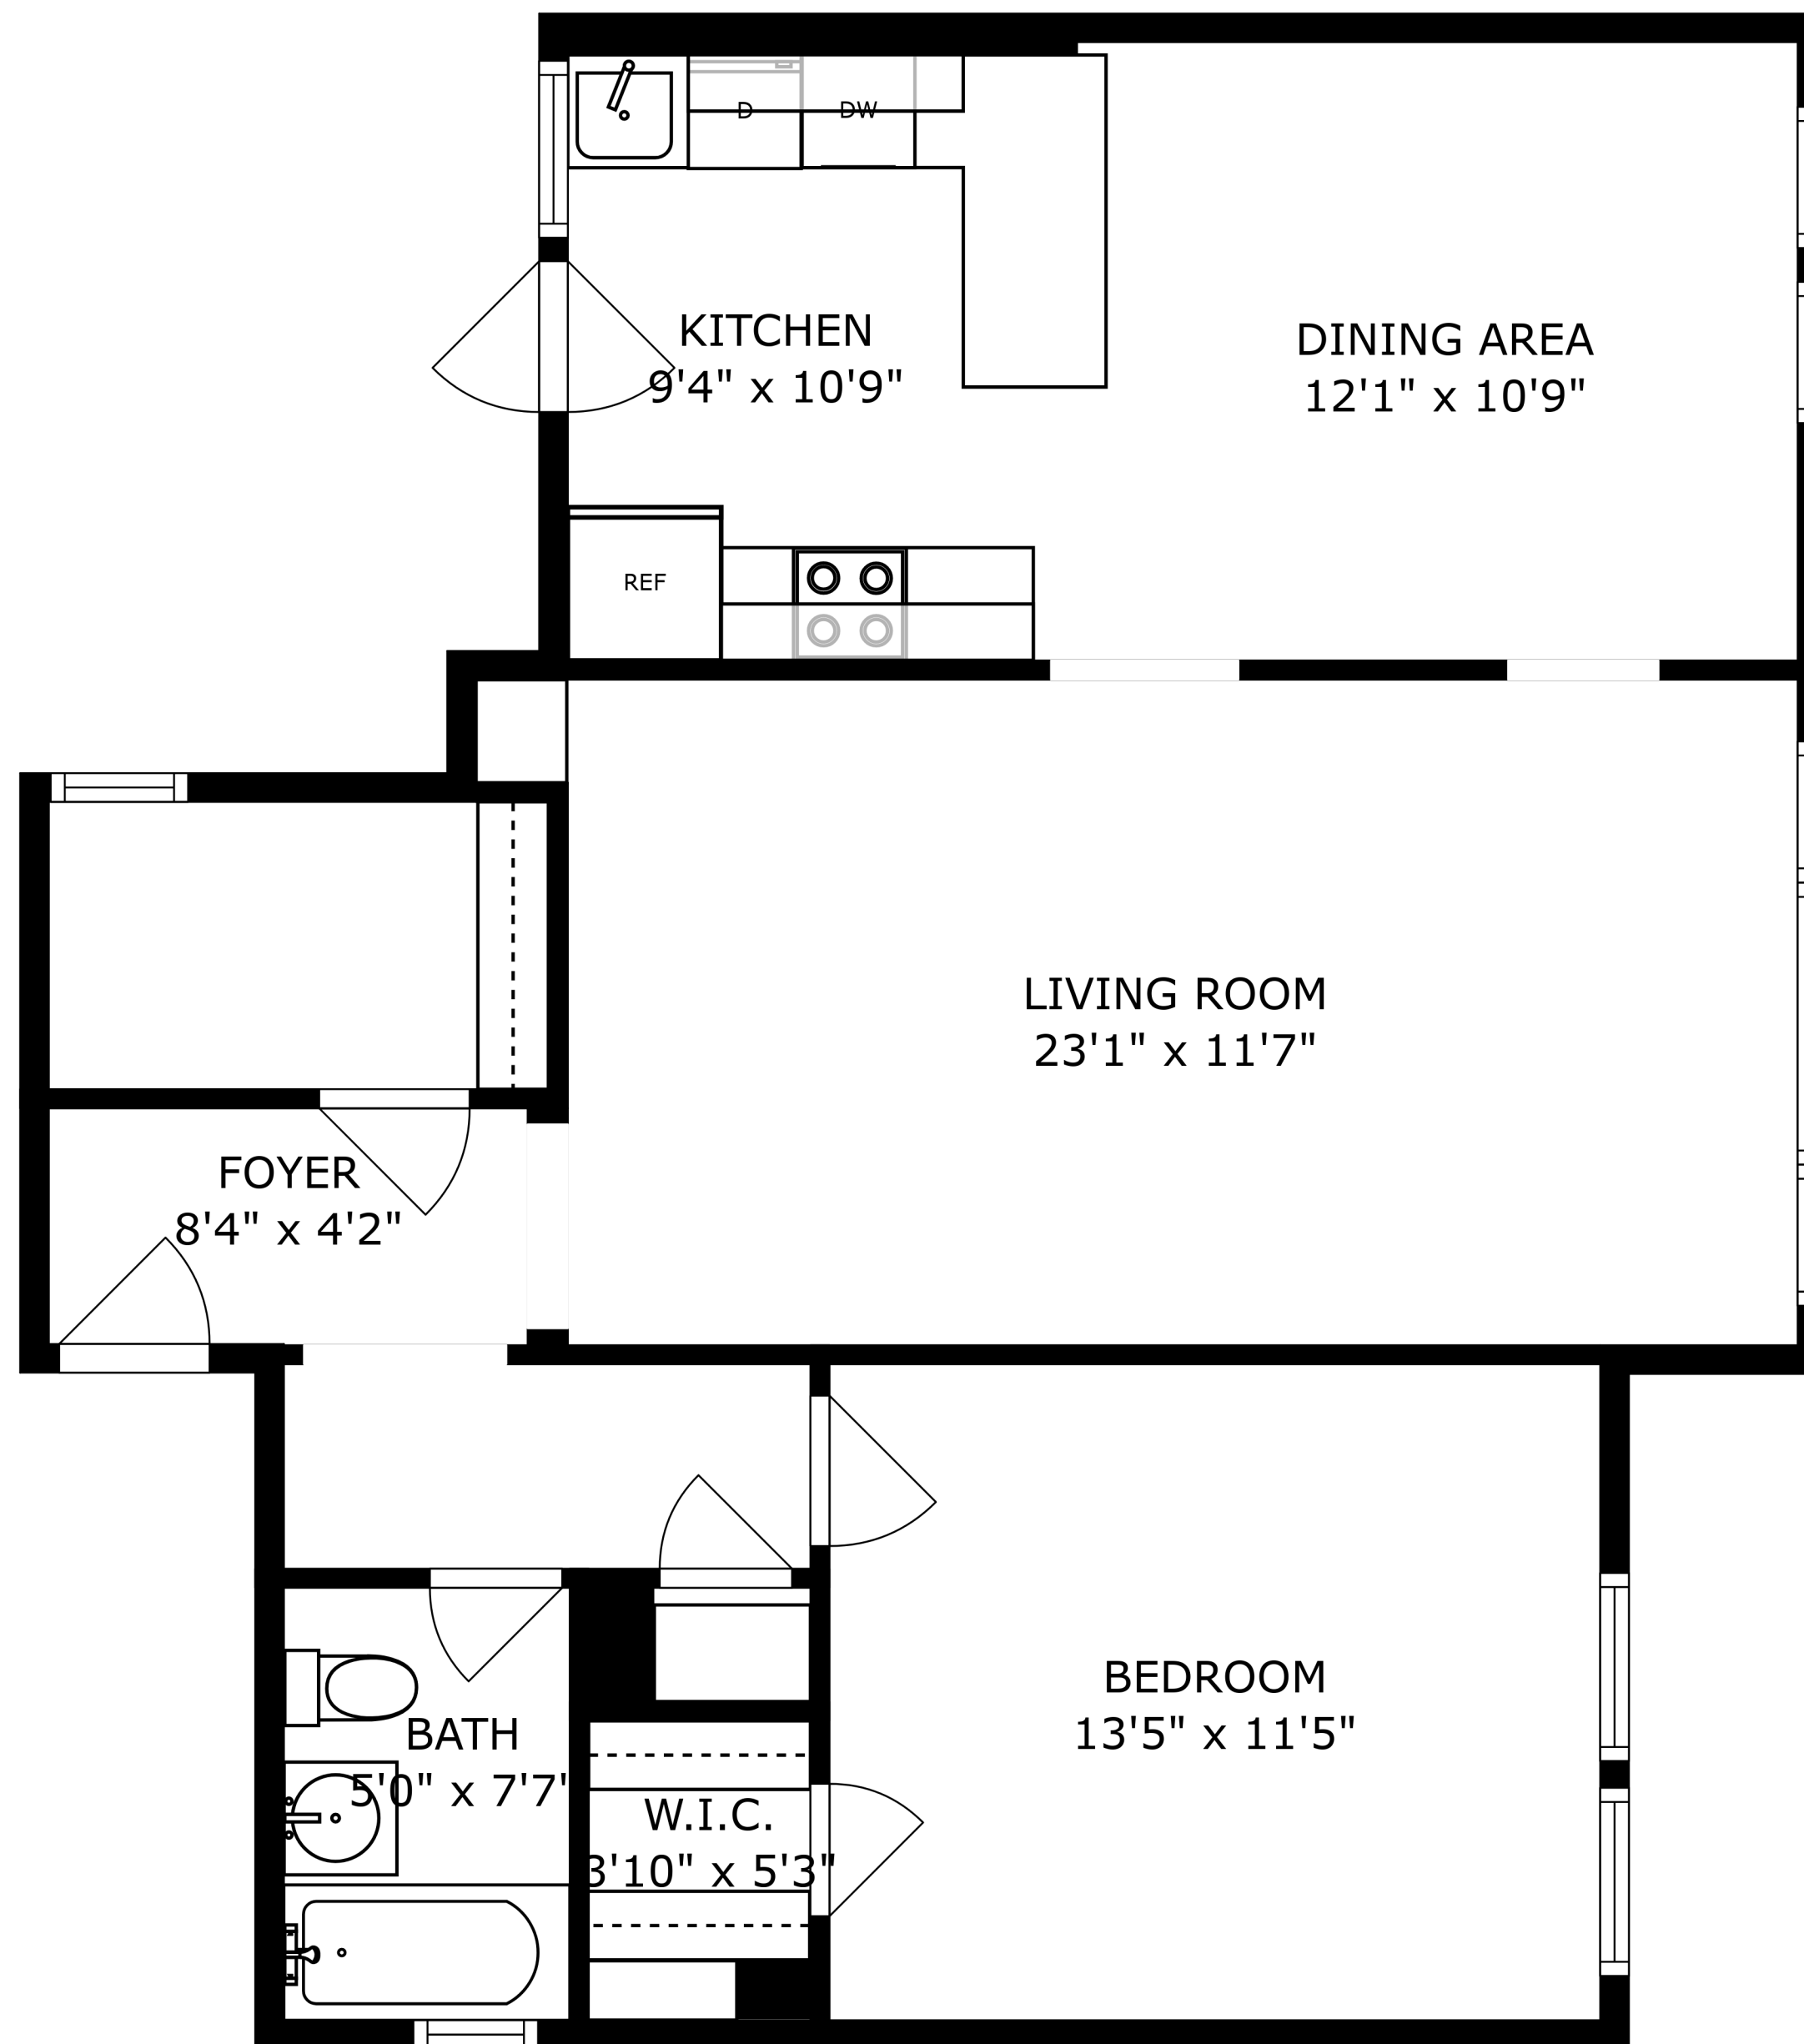 D
DW
KITCHEN
9'4" x 10'9"
DINING AREA
12'1" x 10'9"
REF
LIVING ROOM
23'1" x 11'7"
FOYER
8'4" x 4'2"
BEDROOM
13'5" x 11'5"
BATH
5'0" x 7'7'
W.I.C.
3'10" x 5'3"